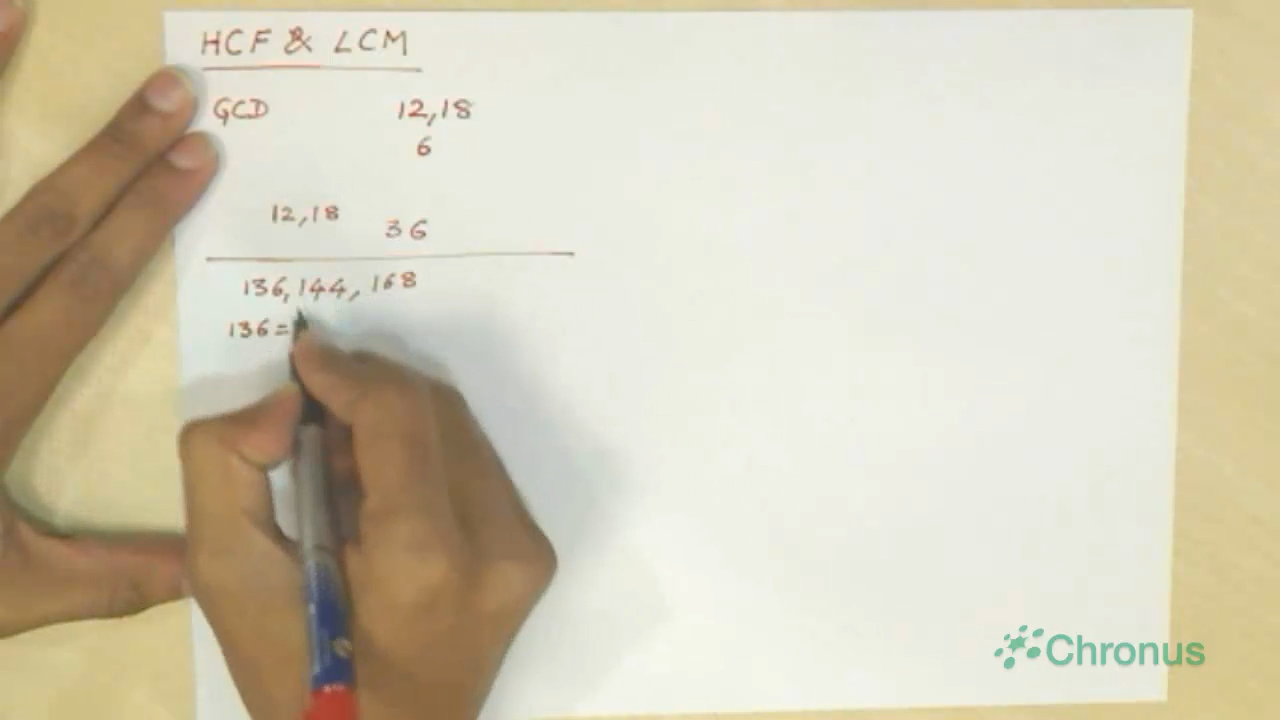 HCF & LCM
GCD 12,18
6
12,18 36
136, 144, 168
136 =
Chronus